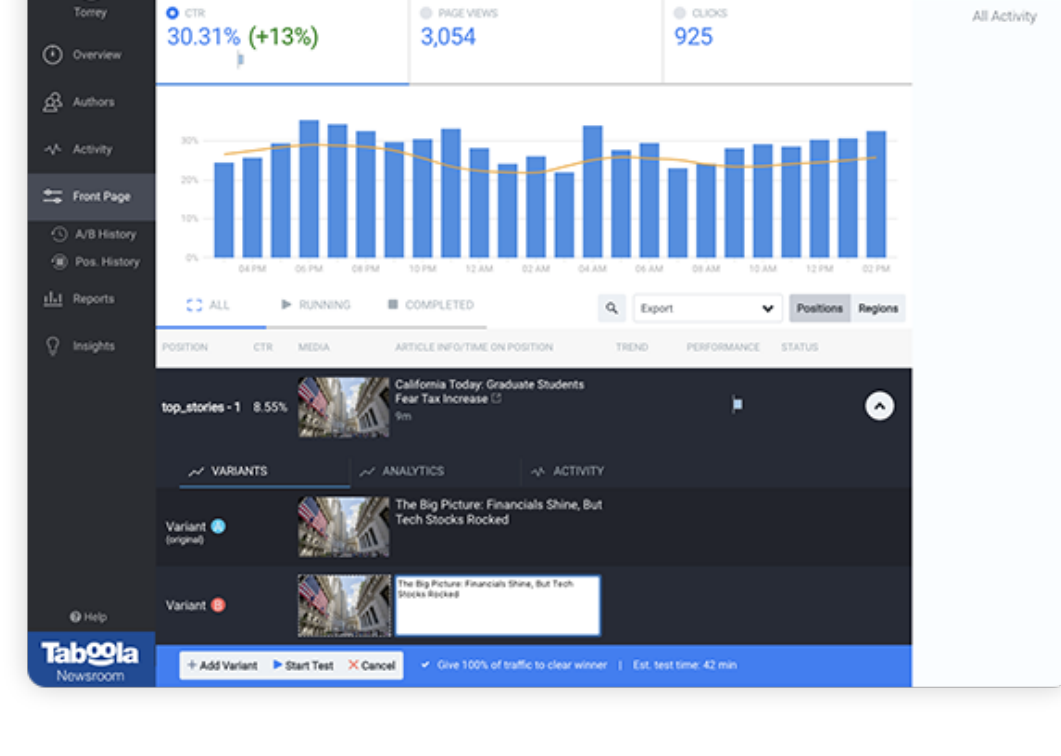 Torrey
Overview
Authors
Activity
Front Page
A/B History
Pos. History
Reports
Insights
Help
Taboola
Newsroom
CTR
30.31% (+13%)
PAGE VIEWS
3,054
CLICKS
925
All Activity
30%
20%
10%
0%
04 PM 06 PM 08 PM 10 PM 12 AM 02 AM 04 AM 06 AM 08 AM 10 AM 12 PM 02 PM
ALL RUNNING COMPLETED Export Positions Regions
POSITION CTR MEDIA ARTICLE INFO/TIME ON POSITION TREND PERFORMANCE STATUS
top_stories - 1 8.55%
California Today: Graduate Students
Fear Tax Increase
9m
VARIANTS ANALYTICS ACTIVITY
Variant A
(original)
The Big Picture: Financials Shine, But
Tech Stocks Rocked
Variant B
The Big Picture: Financials Shine, But Tech
Stocks Rocked
+ Add Variant Start Test Cancel Give 100% of traffic to clear winner | Est. test time: 42 min